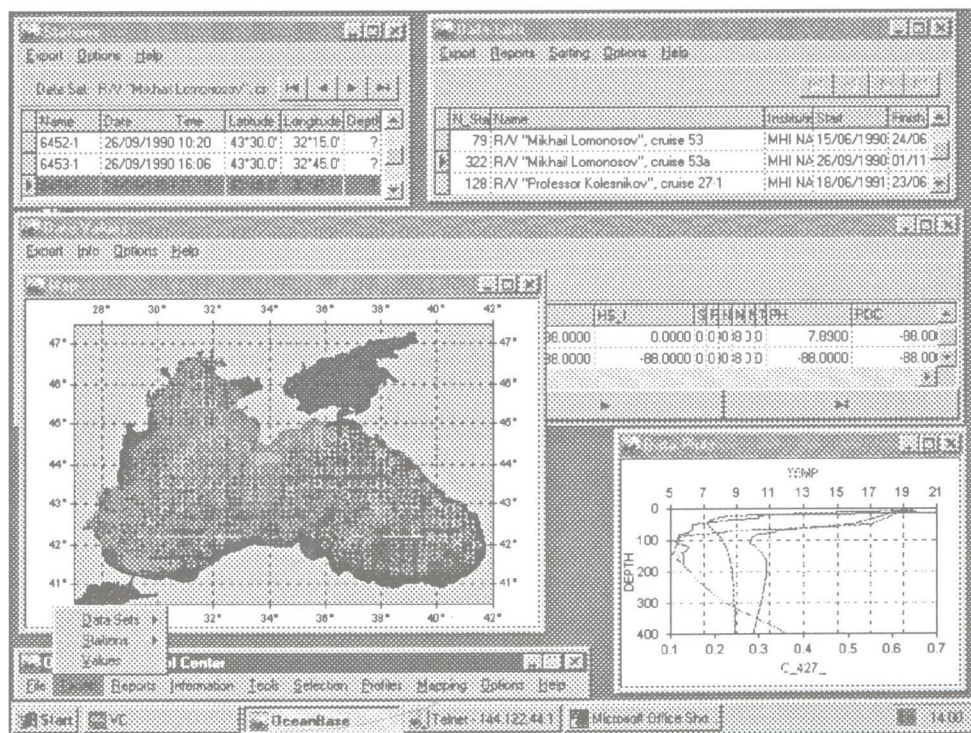 Stations
Export Options Help
Data Set: R/V "Mikhail Lomonosov", cr
Name Date Time Latitude Longitude Depth
6452-1 26/09/1990 10:20 43°30.0' 32°15.0' ?
6453-1 26/09/1990 16:06 43°30.0' 32°45.0' ?
Export Reports Sorting Options Help
N_Sta Name Institute Start Finish
79 R/V "Mikhail Lomonosov", cruise 53 MHI NA 15/06/1990 24/06
322 R/V "Mikhail Lomonosov", cruise 53a MHI NA 26/09/1990 01/11
128 R/V "Professor Kolesnikov", cruise 27-1 MHI NA 18/06/1991 23/06
Export Info Options Help
Map
28° 30° 32° 34° 36° 38° 40° 42°
47° 47°
46° 46°
45° 45°
44° 44°
43° 43°
42° 42°
41° 41°
32° 34° 36° 38° 40° 42°
HS_I PH POC
88.0000 0.0000 7.8900 -88.00
88.0000 -88.0000 -88.0000 -88.00
TEMP
5 7 9 11 13 15 17 19 21
DEPTH
0
100
200
300
400
0.1 0.2 0.3 0.4 0.5 0.6 0.7
C_427_
Data Sets
Stations
Values
Center
File Reports Information Tools Selection Profiles Mapping Options Help
Start VC OceanBase Telnet - 144.122.44.1 Microsoft Office Sho 14:00